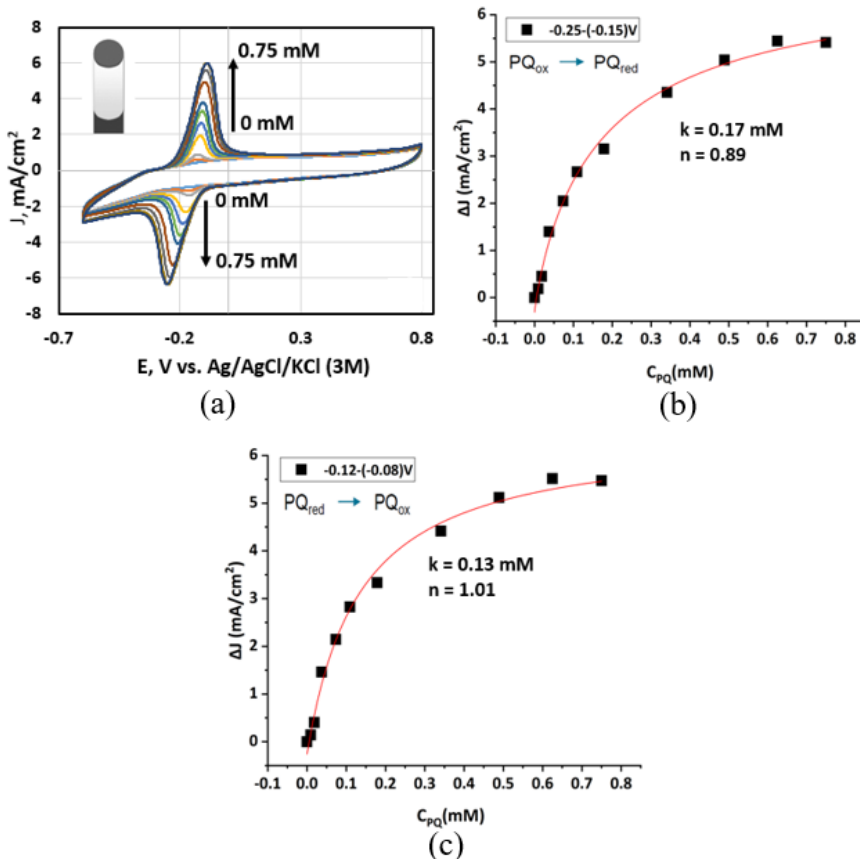 (a)
8
6
4
2
0
-2
-4
-6
-8
J, mA/cm²
0.75 mM
0 mM
0 mM
0.75 mM
-0.7
-0.2
0.3
0.8
E, V vs. Ag/AgCl/KCl (3M)
(a)
6
5
4
3
2
1
0
ΔJ (mA/cm²)
-0.25-(-0.15)V
PQox → PQred
k = 0.17 mM
n = 0.89
-0.1 0.0 0.1 0.2 0.3 0.4 0.5 0.6 0.7 0.8
CPQ(mM)
(b)
6
5
4
3
2
1
0
ΔJ (mA/cm²)
-0.12-(-0.08)V
PQred → PQox
k = 0.13 mM
n = 1.01
-0.1 0.0 0.1 0.2 0.3 0.4 0.5 0.6 0.7 0.8
CPQ(mM)
(c)